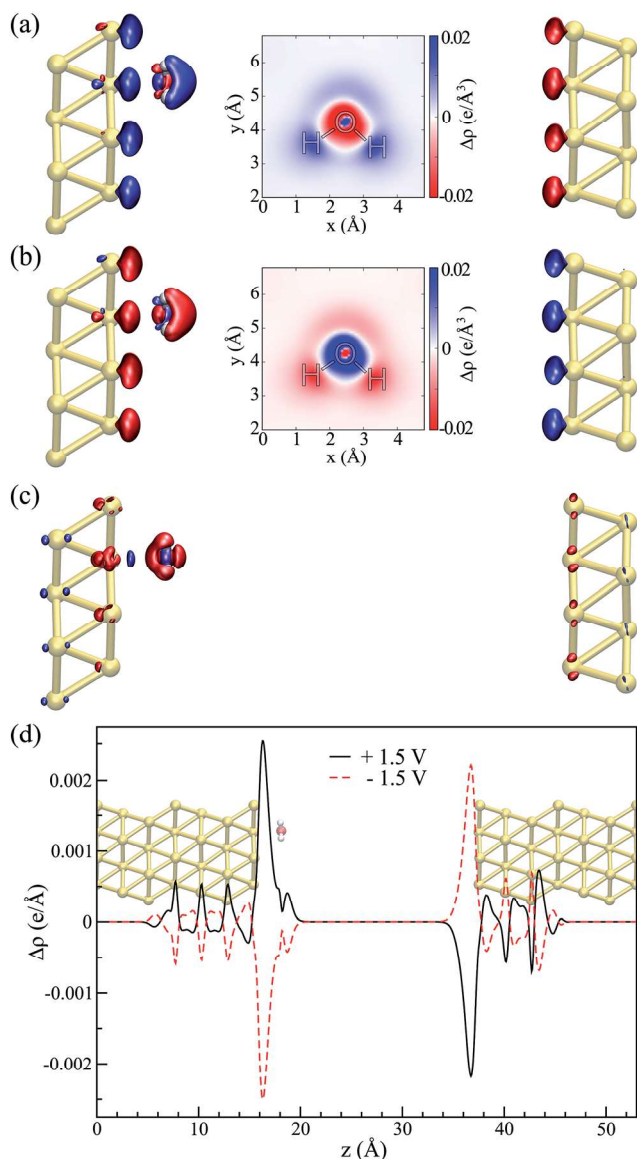 (a)
y (Å)
6
5
4
3
2
0 1 2 3 4
x (Å)
O
H H
0.02
0
-0.02
Δρ (e/Å³)
(b)
y (Å)
6
5
4
3
2
0 1 2 3 4
x (Å)
O
H H
0.02
0
-0.02
Δρ (e/Å³)
(c)
(d)
+ 1.5 V
- 1.5 V
Δρ (e/Å)
0.002
0.001
0
-0.001
-0.002
0 10 20 30 40 50
z (Å)